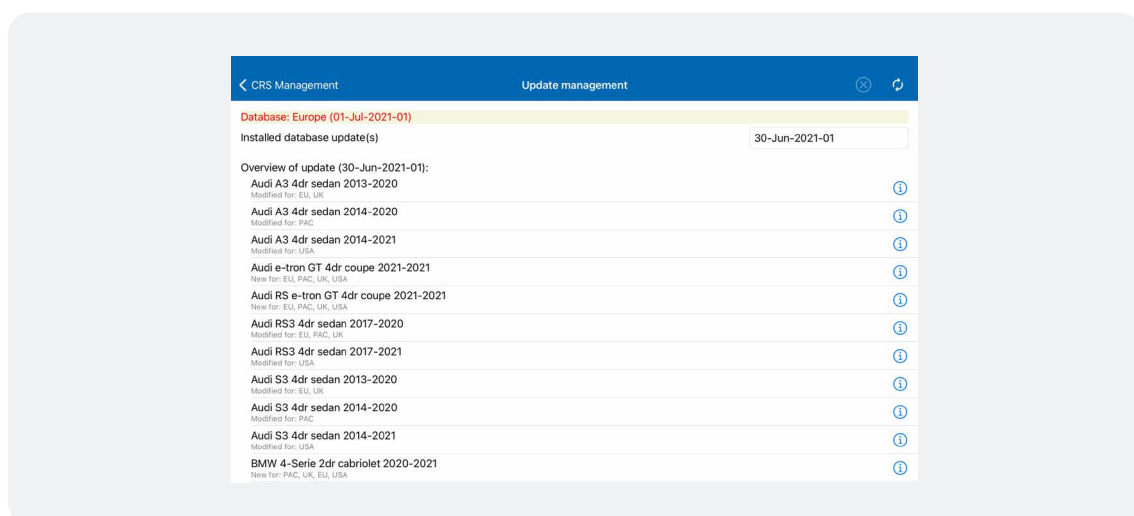 CRS Management
Update management
Database: Europe (01-Jul-2021-01)
Installed database update(s)
30-Jun-2021-01
Overview of update (30-Jun-2021-01):
Audi A3 4dr sedan 2013-2020
Modified for: EU, UK
Audi A3 4dr sedan 2014-2020
Modified for: PAC
Audi A3 4dr sedan 2014-2021
Modified for: USA
Audi e-tron GT 4dr coupe 2021-2021
New for: EU, PAC, UK, USA
Audi RS e-tron GT 4dr coupe 2021-2021
New for: EU, PAC, UK, USA
Audi RS3 4dr sedan 2017-2020
Modified for: EU, PAC, UK
Audi RS3 4dr sedan 2017-2021
Modified for: USA
Audi S3 4dr sedan 2013-2020
Modified for: EU, UK
Audi S3 4dr sedan 2014-2020
Modified for: PAC
Audi S3 4dr sedan 2014-2021
Modified for: USA
BMW 4-Serie 2dr cabriolet 2020-2021
New for: PAC, UK, EU, USA